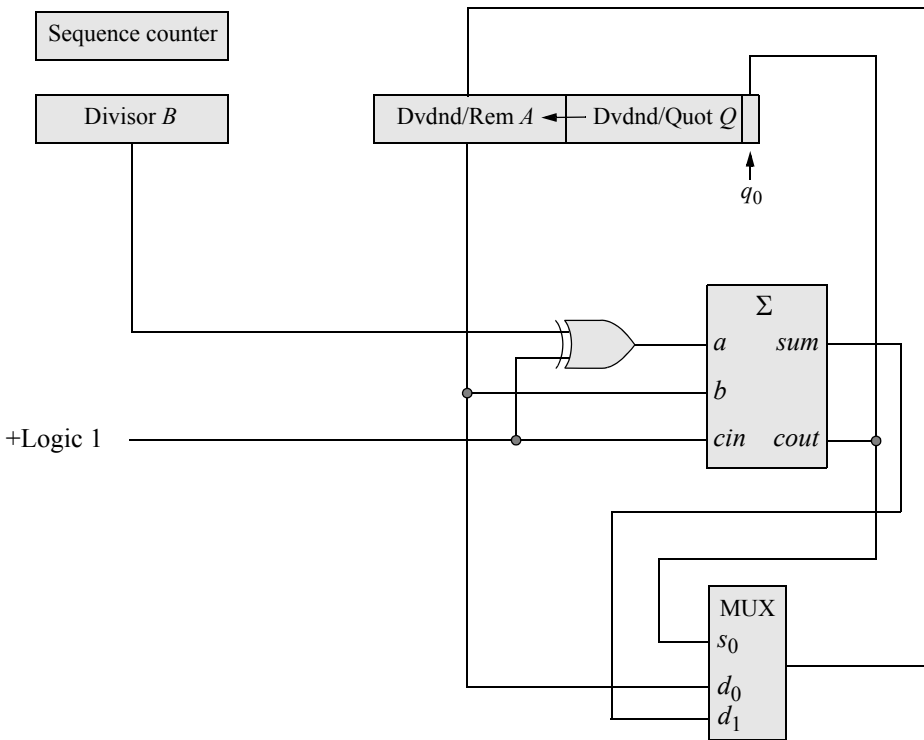 Sequence counter
Divisor B
Dvdnd/Rem A
Dvdnd/Quot Q
q0
Σ
a
sum
b
+Logic 1
cin
cout
MUX
s0
d0
d1